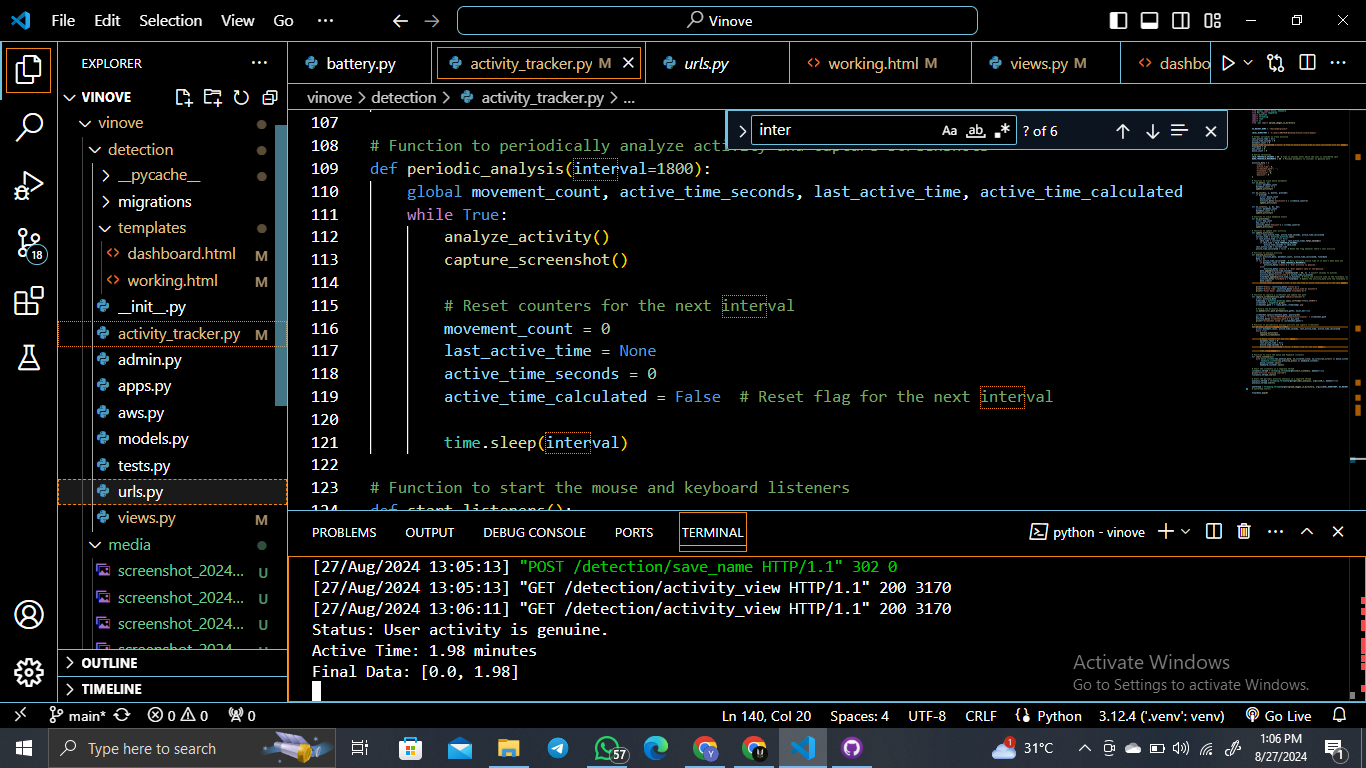 File Edit Selection View Go ··· Vinove
EXPLORER ···
battery.py activity_tracker.py M urls.py working.html M views.py M dashbo ···
VINOVE
vinove > detection > activity_tracker.py > ...
vinove
detection
__pycache__
migrations
templates
dashboard.html M
working.html M
__init__.py
activity_tracker.py M
admin.py
apps.py
aws.py
models.py
tests.py
urls.py
views.py M
media
screenshot_2024... U
screenshot_2024... U
screenshot_2024... U
OUTLINE
TIMELINE
inter Aa ab .* ? of 6
107
108 # Function to periodically analyze
109 def periodic_analysis(interval=1800):
110 global movement_count, active_time_seconds, last_active_time, active_time_calculated
111 while True:
112 analyze_activity()
113 capture_screenshot()
114
115 # Reset counters for the next interval
116 movement_count = 0
117 last_active_time = None
118 active_time_seconds = 0
119 active_time_calculated = False # Reset flag for the next interval
120
121 time.sleep(interval)
122
123 # Function to start the mouse and keyboard listeners
124 def start_listeners():
PROBLEMS OUTPUT DEBUG CONSOLE PORTS TERMINAL python - vinove ···
[27/Aug/2024 13:05:13] "POST /detection/save_name HTTP/1.1" 302 0
[27/Aug/2024 13:05:13] "GET /detection/activity_view HTTP/1.1" 200 3170
[27/Aug/2024 13:06:11] "GET /detection/activity_view HTTP/1.1" 200 3170
Status: User activity is genuine.
Active Time: 1.98 minutes
Final Data: [0.0, 1.98]
Activate Windows
Go to Settings to activate Windows.
18
main* 0 0 0 Ln 140, Col 20 Spaces: 4 UTF-8 CRLF Python 3.12.4 ('.venv': venv) Go Live
Type here to search 57 1 31°C 1:06 PM
8/27/2024 1